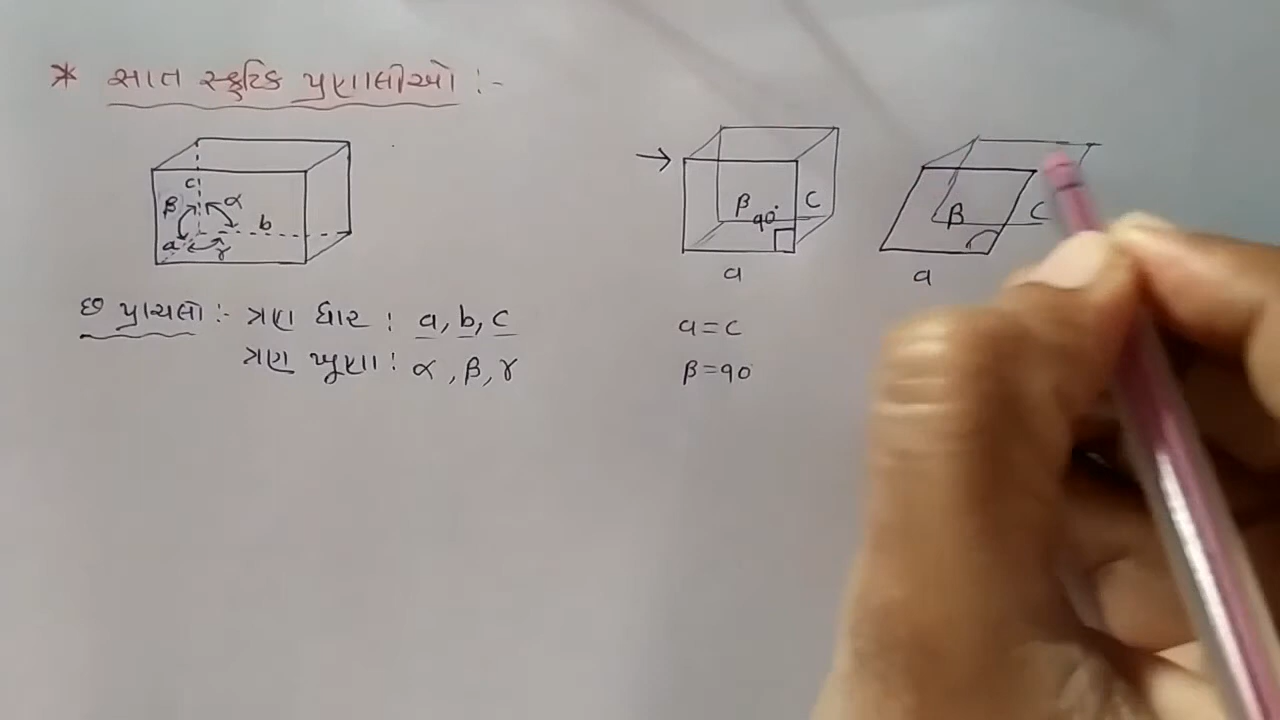 * સાત સ્ફટિક પ્રણાલીઓ :-
c
β α
b
a γ
β 90° C
a
β C
a
છ પ્રાચલો :- ત્રણ ધાર : a, b, c
ત્રણ ખૂણા : α, β, γ
a = c
β = 90